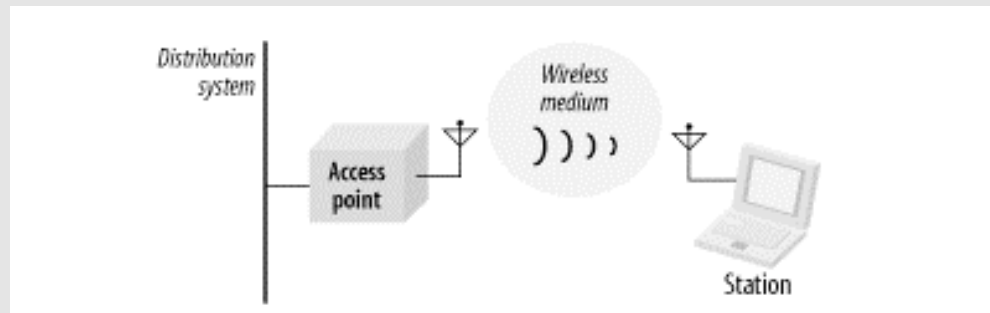 Distribution
system
Wireless
medium
Access
point
Station